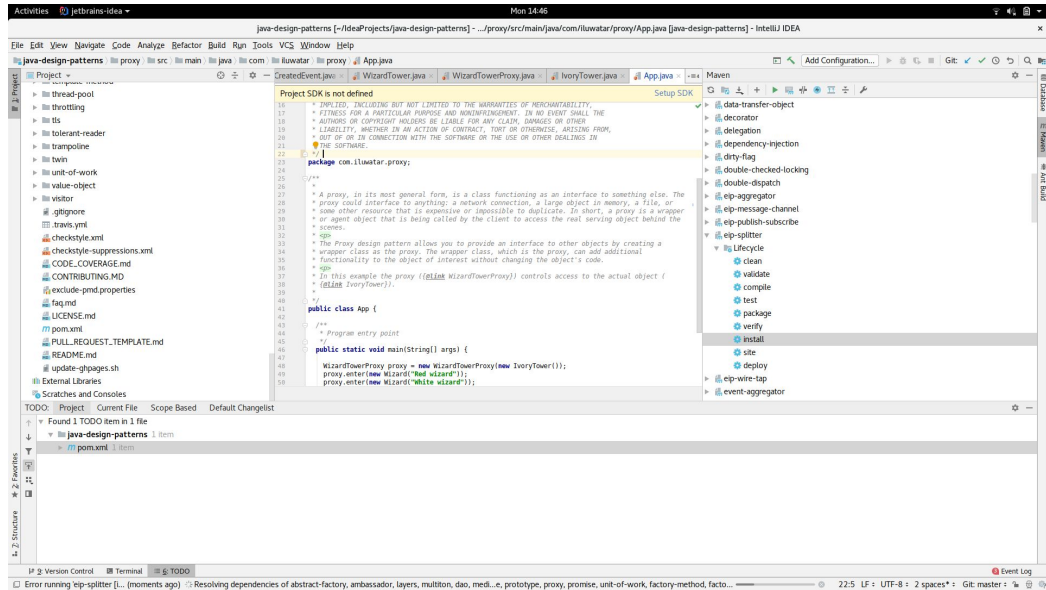 Activities jetbrains-idea Mon 14:46
java-design-patterns [~/IdeaProjects/java-design-patterns] - .../proxy/src/main/java/com/iluwatar/proxy/App.java [java-design-patterns] - IntelliJ IDEA
File Edit View Navigate Code Analyze Refactor Build Run Tools VCS Window Help
java-design-patterns proxy src main java com iluwatar proxy App.java Add Configuration... Git:
Project
CreatedEvent.java WizardTower.java WizardTowerProxy.java IvoryTower.java App.java
Maven
1: Project
template-method
thread-pool
throttling
tls
tolerant-reader
trampoline
twin
unit-of-work
value-object
visitor
.gitignore
.travis.yml
checkstyle.xml
checkstyle-suppressions.xml
CODE_COVERAGE.md
CONTRIBUTING.MD
exclude-pmd.properties
faq.md
LICENSE.md
pom.xml
PULL_REQUEST_TEMPLATE.md
README.md
update-ghpages.sh
External Libraries
Scratches and Consoles
Project SDK is not defined Setup SDK
16 * IMPLIED, INCLUDING BUT NOT LIMITED TO THE WARRANTIES OF MERCHANTABILITY,
17 * FITNESS FOR A PARTICULAR PURPOSE AND NONINFRINGEMENT. IN NO EVENT SHALL THE
18 * AUTHORS OR COPYRIGHT HOLDERS BE LIABLE FOR ANY CLAIM, DAMAGES OR OTHER
19 * LIABILITY, WHETHER IN AN ACTION OF CONTRACT, TORT OR OTHERWISE, ARISING FROM,
20 * OUT OF OR IN CONNECTION WITH THE SOFTWARE OR THE USE OR OTHER DEALINGS IN
21 THE SOFTWARE.
22 */
23 package com.iluwatar.proxy;
24
25 /**
26 *
27 * A proxy, in its most general form, is a class functioning as an interface to something else. The
28 * proxy could interface to anything: a network connection, a large object in memory, a file, or
29 * some other resource that is expensive or impossible to duplicate. In short, a proxy is a wrapper
30 * or agent object that is being called by the client to access the real serving object behind the
31 * scenes.
32 * <p>
33 * The Proxy design pattern allows you to provide an interface to other objects by creating a
34 * wrapper class as the proxy. The wrapper class, which is the proxy, can add additional
35 * functionality to the object of interest without changing the object's code.
36 * <p>
37 * In this example the proxy ({@link WizardTowerProxy}) controls access to the actual object (
38 * {@link IvoryTower}).
39 *
40 */
41 public class App {
42
43 /**
44 * Program entry point
45 */
46 public static void main(String[] args) {
47
48 WizardTowerProxy proxy = new WizardTowerProxy(new IvoryTower());
49 proxy.enter(new Wizard("Red wizard"));
50 proxy.enter(new Wizard("White wizard"));
data-transfer-object
decorator
delegation
dependency-injection
dirty-flag
double-checked-locking
double-dispatch
eip-aggregator
eip-message-channel
eip-publish-subscribe
eip-splitter
Lifecycle
clean
validate
compile
test
package
verify
install
site
deploy
eip-wire-tap
event-aggregator
Database
Maven
Ant Build
TODO: Project Current File Scope Based Default Changelist
Found 1 TODO item in 1 file
java-design-patterns 1 item
pom.xml 1 item
2: Favorites
7: Structure
9: Version Control Terminal 6: TODO Event Log
Error running 'eip-splitter [i... (moments ago) Resolving dependencies of abstract-factory, ambassador, layers, multiton, dao, medi...e, prototype, proxy, promise, unit-of-work, factory-method, facto... 22:5 LF UTF-8 2 spaces* Git: master